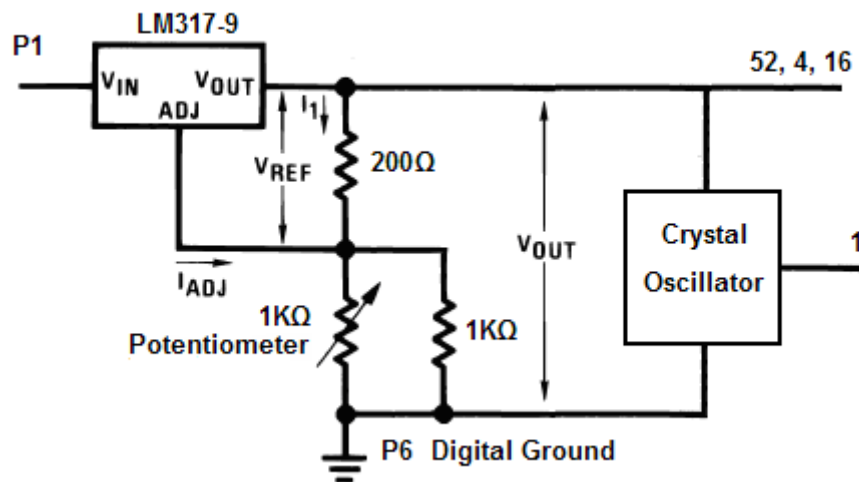 LM317-9
P1
52, 4, 16
VIN
VOUT
ADJ
I1
VREF
200Ω
VOUT
Crystal
Oscillator
1
IADJ
1KΩ
Potentiometer
1KΩ
P6 Digital Ground